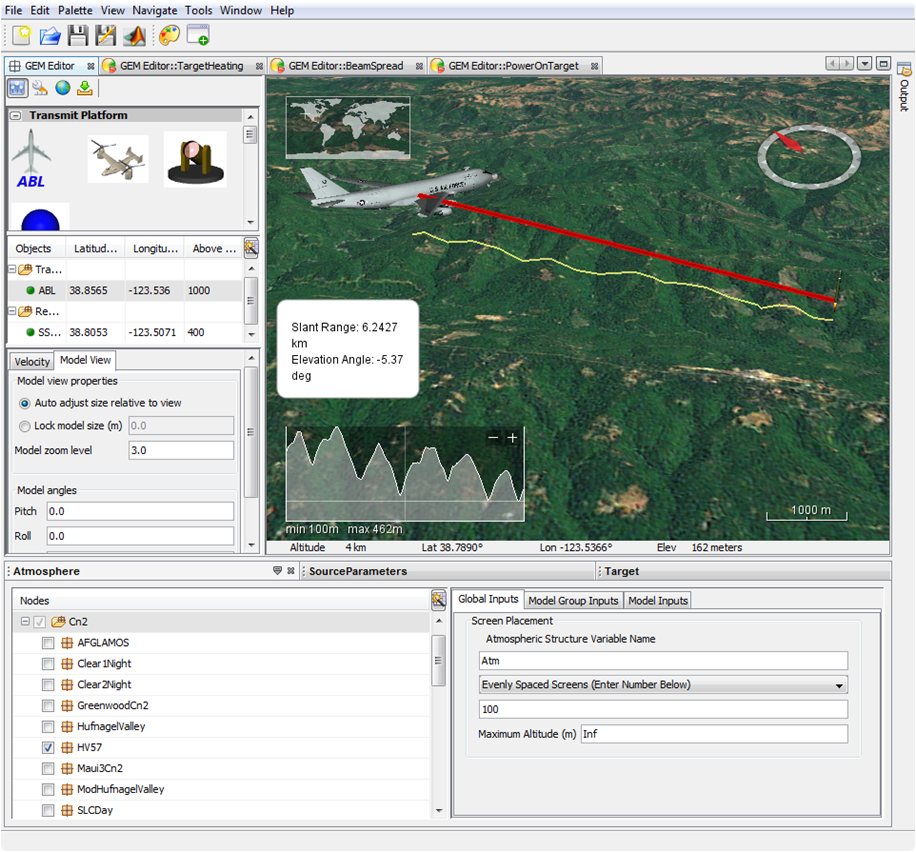 File Edit Palette View Navigate Tools Window Help
GEM Editor GEM Editor::TargetHeating GEM Editor::BeamSpread GEM Editor::PowerOnTarget
Output
Transmit Platform
ABL
Objects Latitud... Longitu... Above ...
Tra...
ABL 38.8565 -123.536 1000
Re...
SS... 38.8053 -123.5071 400
Velocity Model View
Model view properties
Auto adjust size relative to view
Lock model size (m) 0.0
Model zoom level 3.0
Model angles
Pitch 0.0
Roll 0.0
U.S. AIR FORCE
Slant Range: 6.2427
km
Elevation Angle: -5.37
deg
min 100m max 462m
1000 m
Altitude 4 km Lat 38.7890° Lon -123.5366° Elev 162 meters
Atmosphere SourceParameters Target
Nodes
Cn2
AFGLAMOS
Clear1Night
Clear2Night
GreenwoodCn2
HufnagelValley
HV57
Maui3Cn2
ModHufnagelValley
SLCDay
Global Inputs Model Group Inputs Model Inputs
Screen Placement
Atmospheric Structure Variable Name
Atm
Evenly Spaced Screens (Enter Number Below)
100
Maximum Altitude (m) Inf